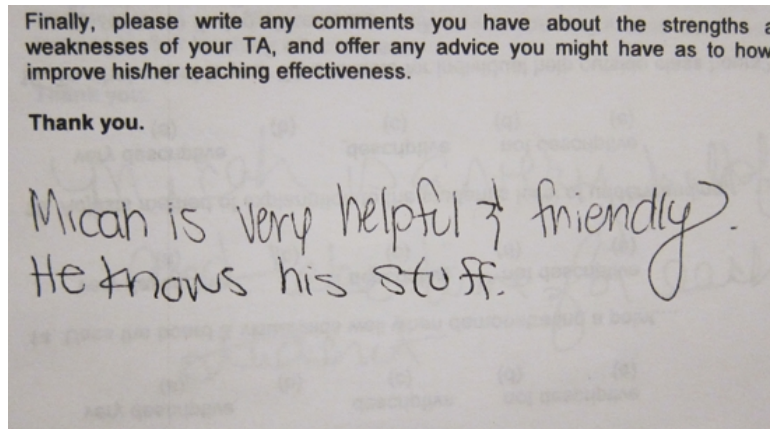 Finally, please write any comments you have about the strengths
weaknesses of your TA, and offer any advice you might have as to how
improve his/her teaching effectiveness.
Thank you.
Micah is very helpful & friendly.
He knows his stuff.